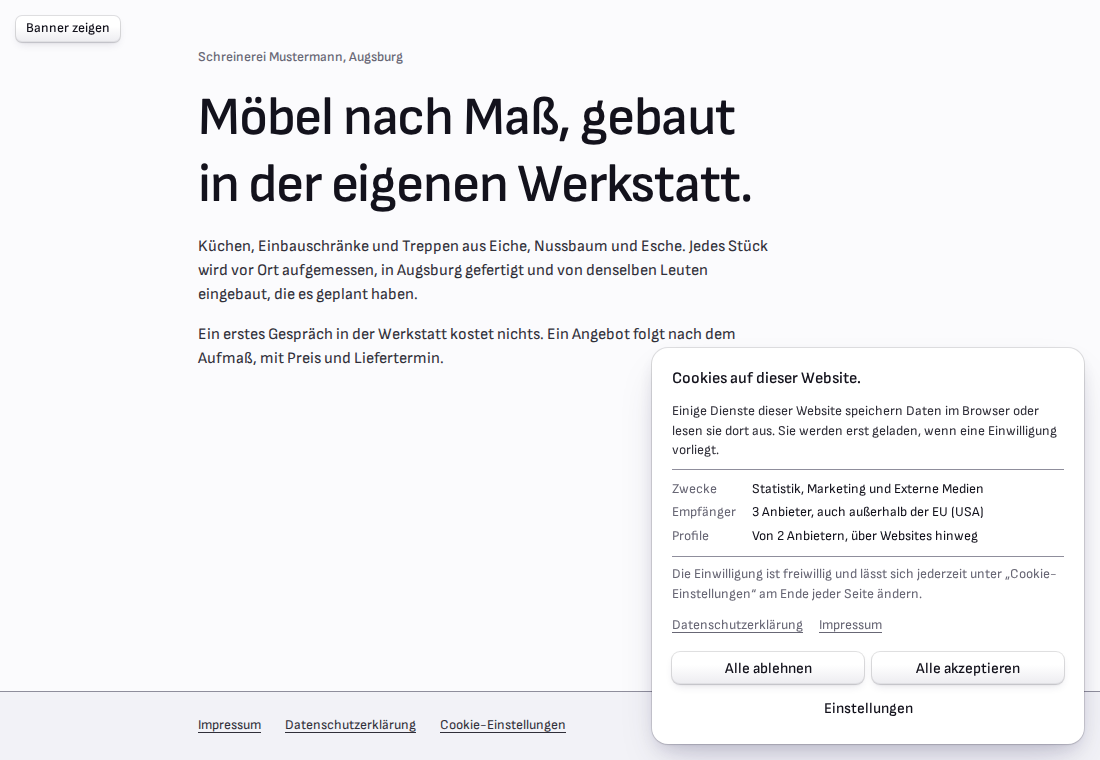 Banner zeigen
Schreinerei Mustermann, Augsburg
Möbel nach Maß, gebaut
in der eigenen Werkstatt.
Küchen, Einbauschränke und Treppen aus Eiche, Nussbaum und Esche. Jedes Stück
wird vor Ort aufgemessen, in Augsburg gefertigt und von denselben Leuten
eingebaut, die es geplant haben.
Ein erstes Gespräch in der Werkstatt kostet nichts. Ein Angebot folgt nach dem
Aufmaß, mit Preis und Liefertermin.
Cookies auf dieser Website.
Einige Dienste dieser Website speichern Daten im Browser oder
lesen sie dort aus. Sie werden erst geladen, wenn eine Einwilligung
vorliegt.
Zwecke Statistik, Marketing und Externe Medien
Empfänger 3 Anbieter, auch außerhalb der EU (USA)
Profile Von 2 Anbietern, über Websites hinweg
Die Einwilligung ist freiwillig und lässt sich jederzeit unter „Cookie-
Einstellungen“ am Ende jeder Seite ändern.
Datenschutzerklärung Impressum
Alle ablehnen Alle akzeptieren
Einstellungen
Impressum Datenschutzerklärung Cookie-Einstellungen